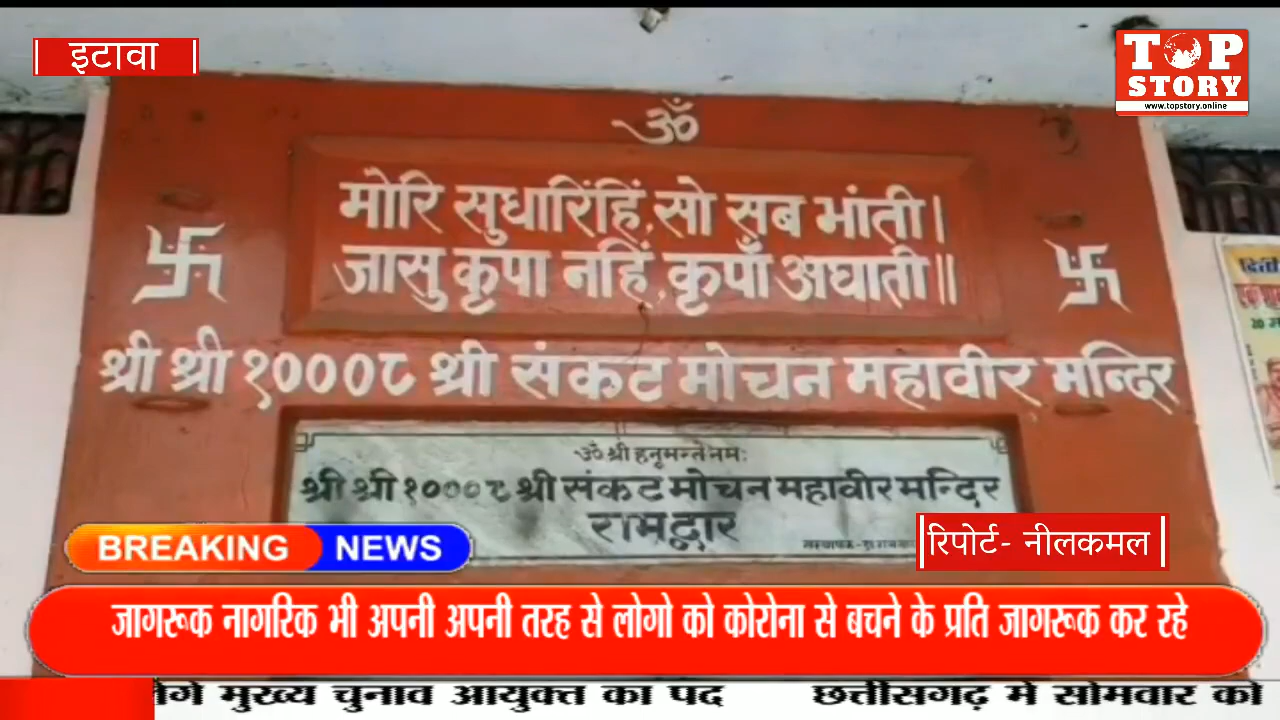 इटावा
TOP
STORY
www.topstory.online
ॐ
मोरि सुधारिंहिं, सो सब भांती।
जासु कृपा नहिं, कृपाँ अघाती॥
श्री श्री १०००८ श्री संकट मोचन महावीर मन्दिर
ॐ श्री हनूमन्ते नमः
श्री श्री १०००८ श्री संकट मोचन महावीर मन्दिर
रामद्वार
रिपोर्ट- नीलकमल
BREAKING NEWS
जागरूक नागरिक भी अपनी अपनी तरह से लोगो को कोरोना से बचने के प्रति जागरूक कर रहे
मुख्य चुनाव आयुक्त का पद छत्तीसगढ़ में सोमवार को